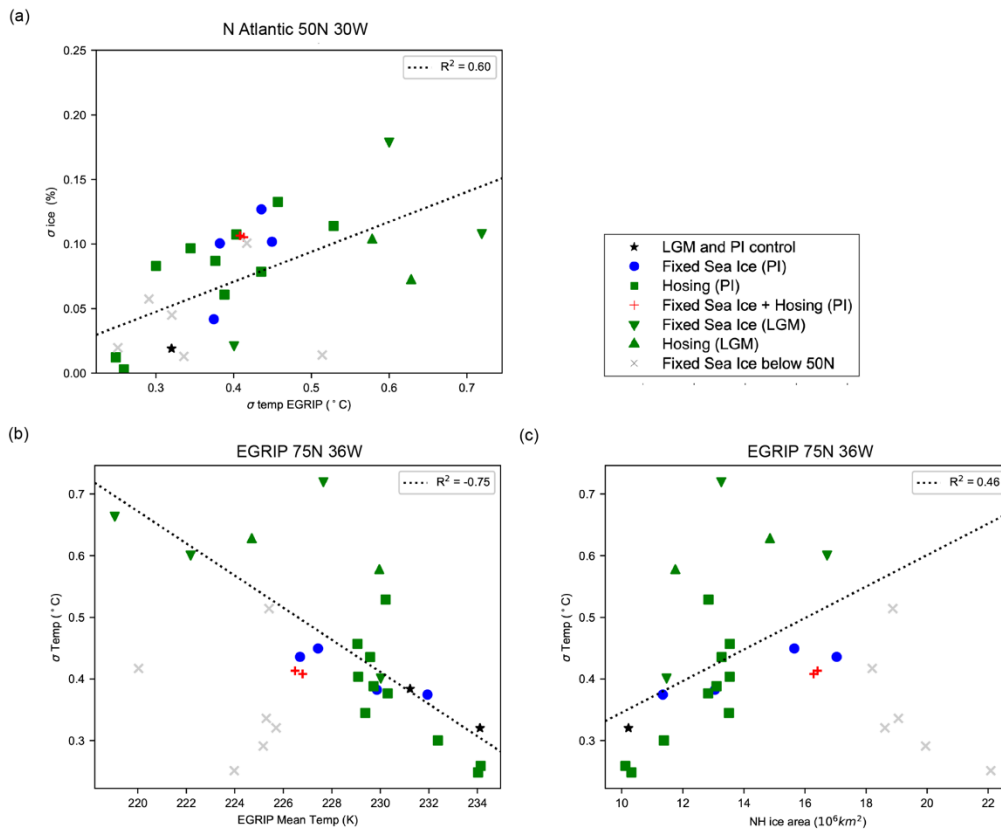 (a)
N Atlantic 50N 30W
0.25
0.20
0.15
0.10
0.05
0.00
σ ice (%)
R² = 0.60
0.3 0.4 0.5 0.6 0.7
σ temp EGRIP (°C)
LGM and PI control
Fixed Sea Ice (PI)
Hosing (PI)
Fixed Sea Ice + Hosing (PI)
Fixed Sea Ice (LGM)
Hosing (LGM)
Fixed Sea Ice below 50N
(b)
EGRIP 75N 36W
R² = -0.75
0.7
0.6
0.5
0.4
0.3
σ Temp (°C)
220 222 224 226 228 230 232 234
EGRIP Mean Temp (K)
(c)
EGRIP 75N 36W
R² = 0.46
0.7
0.6
0.5
0.4
0.3
σ Temp (°C)
10 12 14 16 18 20 22
NH ice area (10⁶km²)